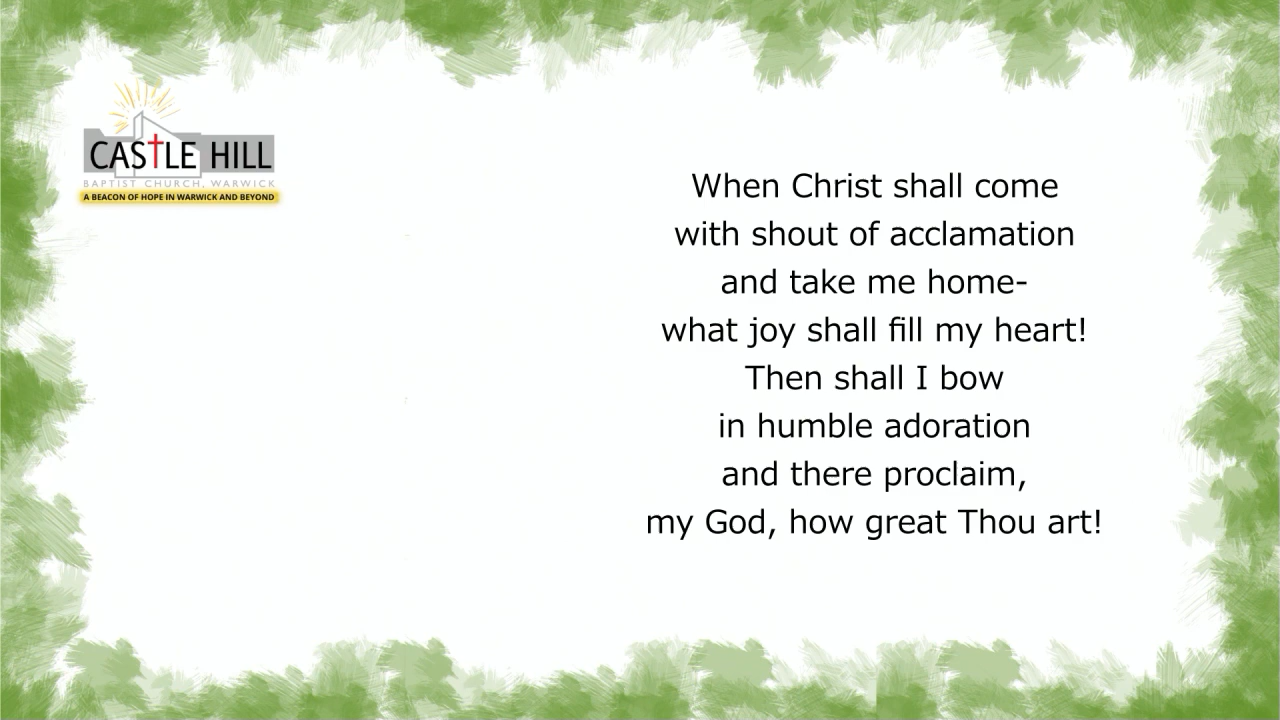 CASTLE HILL
BAPTIST CHURCH, WARWICK
A BEACON OF HOPE IN WARWICK AND BEYOND
When Christ shall come
with shout of acclamation
and take me home-
what joy shall fill my heart!
Then shall I bow
in humble adoration
and there proclaim,
my God, how great Thou art!